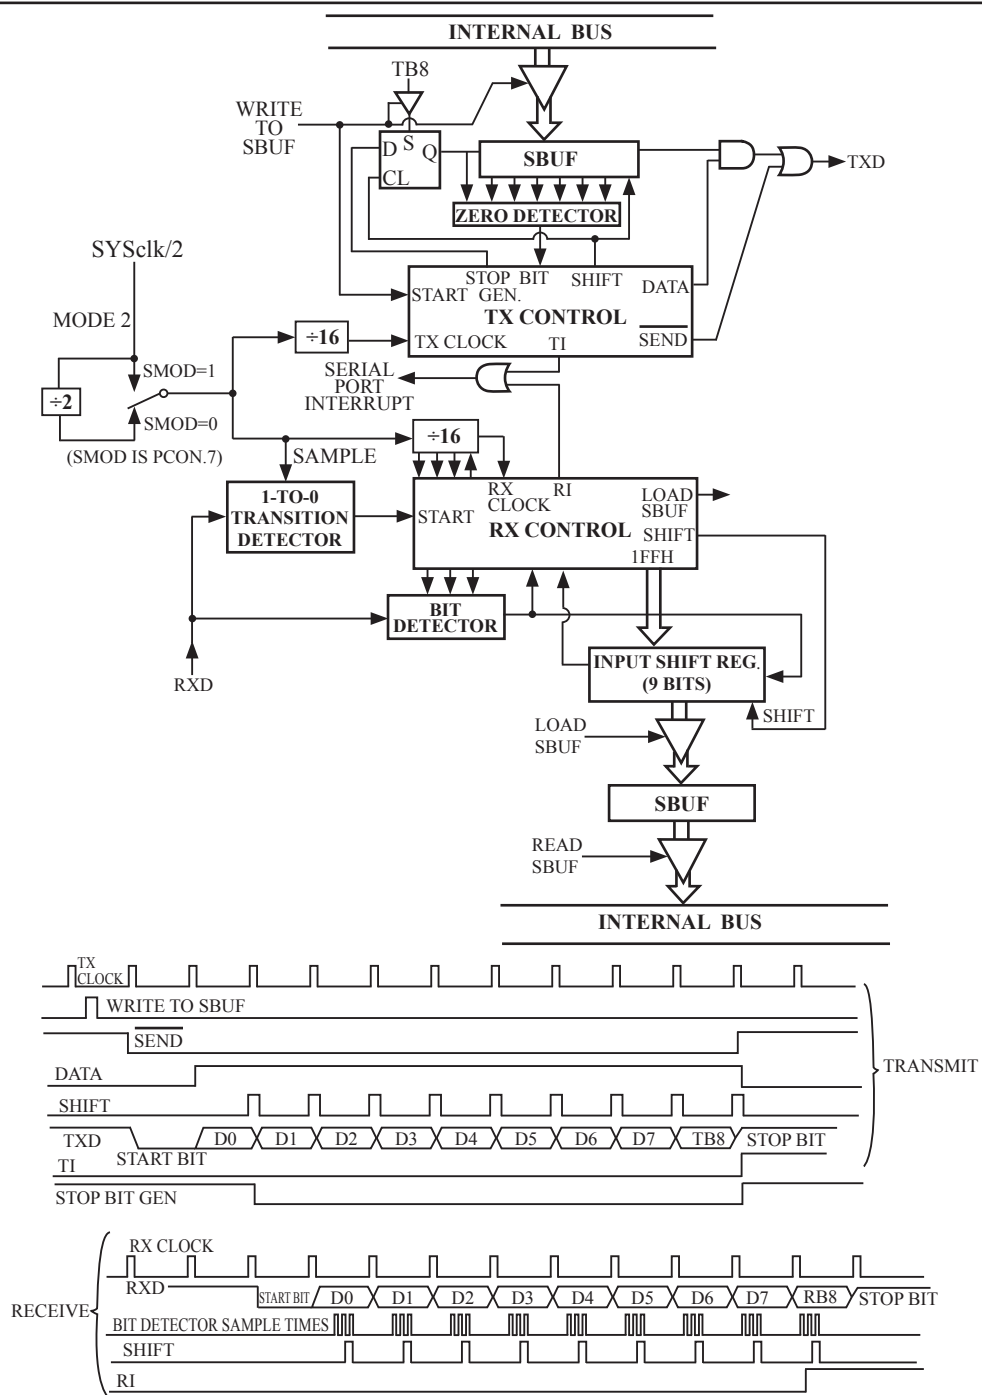 INTERNAL BUS
TB8
WRITE
TO
SBUF
D S Q
CL
SBUF
TXD
ZERO DETECTOR
SYSclk/2
STOP BIT
GEN.
SHIFT
START
DATA
TX CONTROL
MODE 2
÷16
TX CLOCK
TI
SEND
SMOD=1
SERIAL
PORT
INTERRUPT
÷2
SMOD=0
÷16
(SMOD IS PCON.7)
SAMPLE
RX
CLOCK
RI
LOAD
SBUF
1-TO-0
TRANSITION
DETECTOR
START
RX CONTROL
SHIFT
1FFH
BIT
DETECTOR
INPUT SHIFT REG.
(9 BITS)
RXD
SHIFT
LOAD
SBUF
SBUF
READ
SBUF
INTERNAL BUS
TX
CLOCK
WRITE TO SBUF
SEND
DATA
TRANSMIT
SHIFT
TXD
START BIT
D0 D1 D2 D3 D4 D5 D6 D7 TB8 STOP BIT
TI
STOP BIT GEN
RX CLOCK
RXD
START BIT D0 D1 D2 D3 D4 D5 D6 D7 RB8 STOP BIT
RECEIVE
BIT DETECTOR SAMPLE TIMES
SHIFT
RI